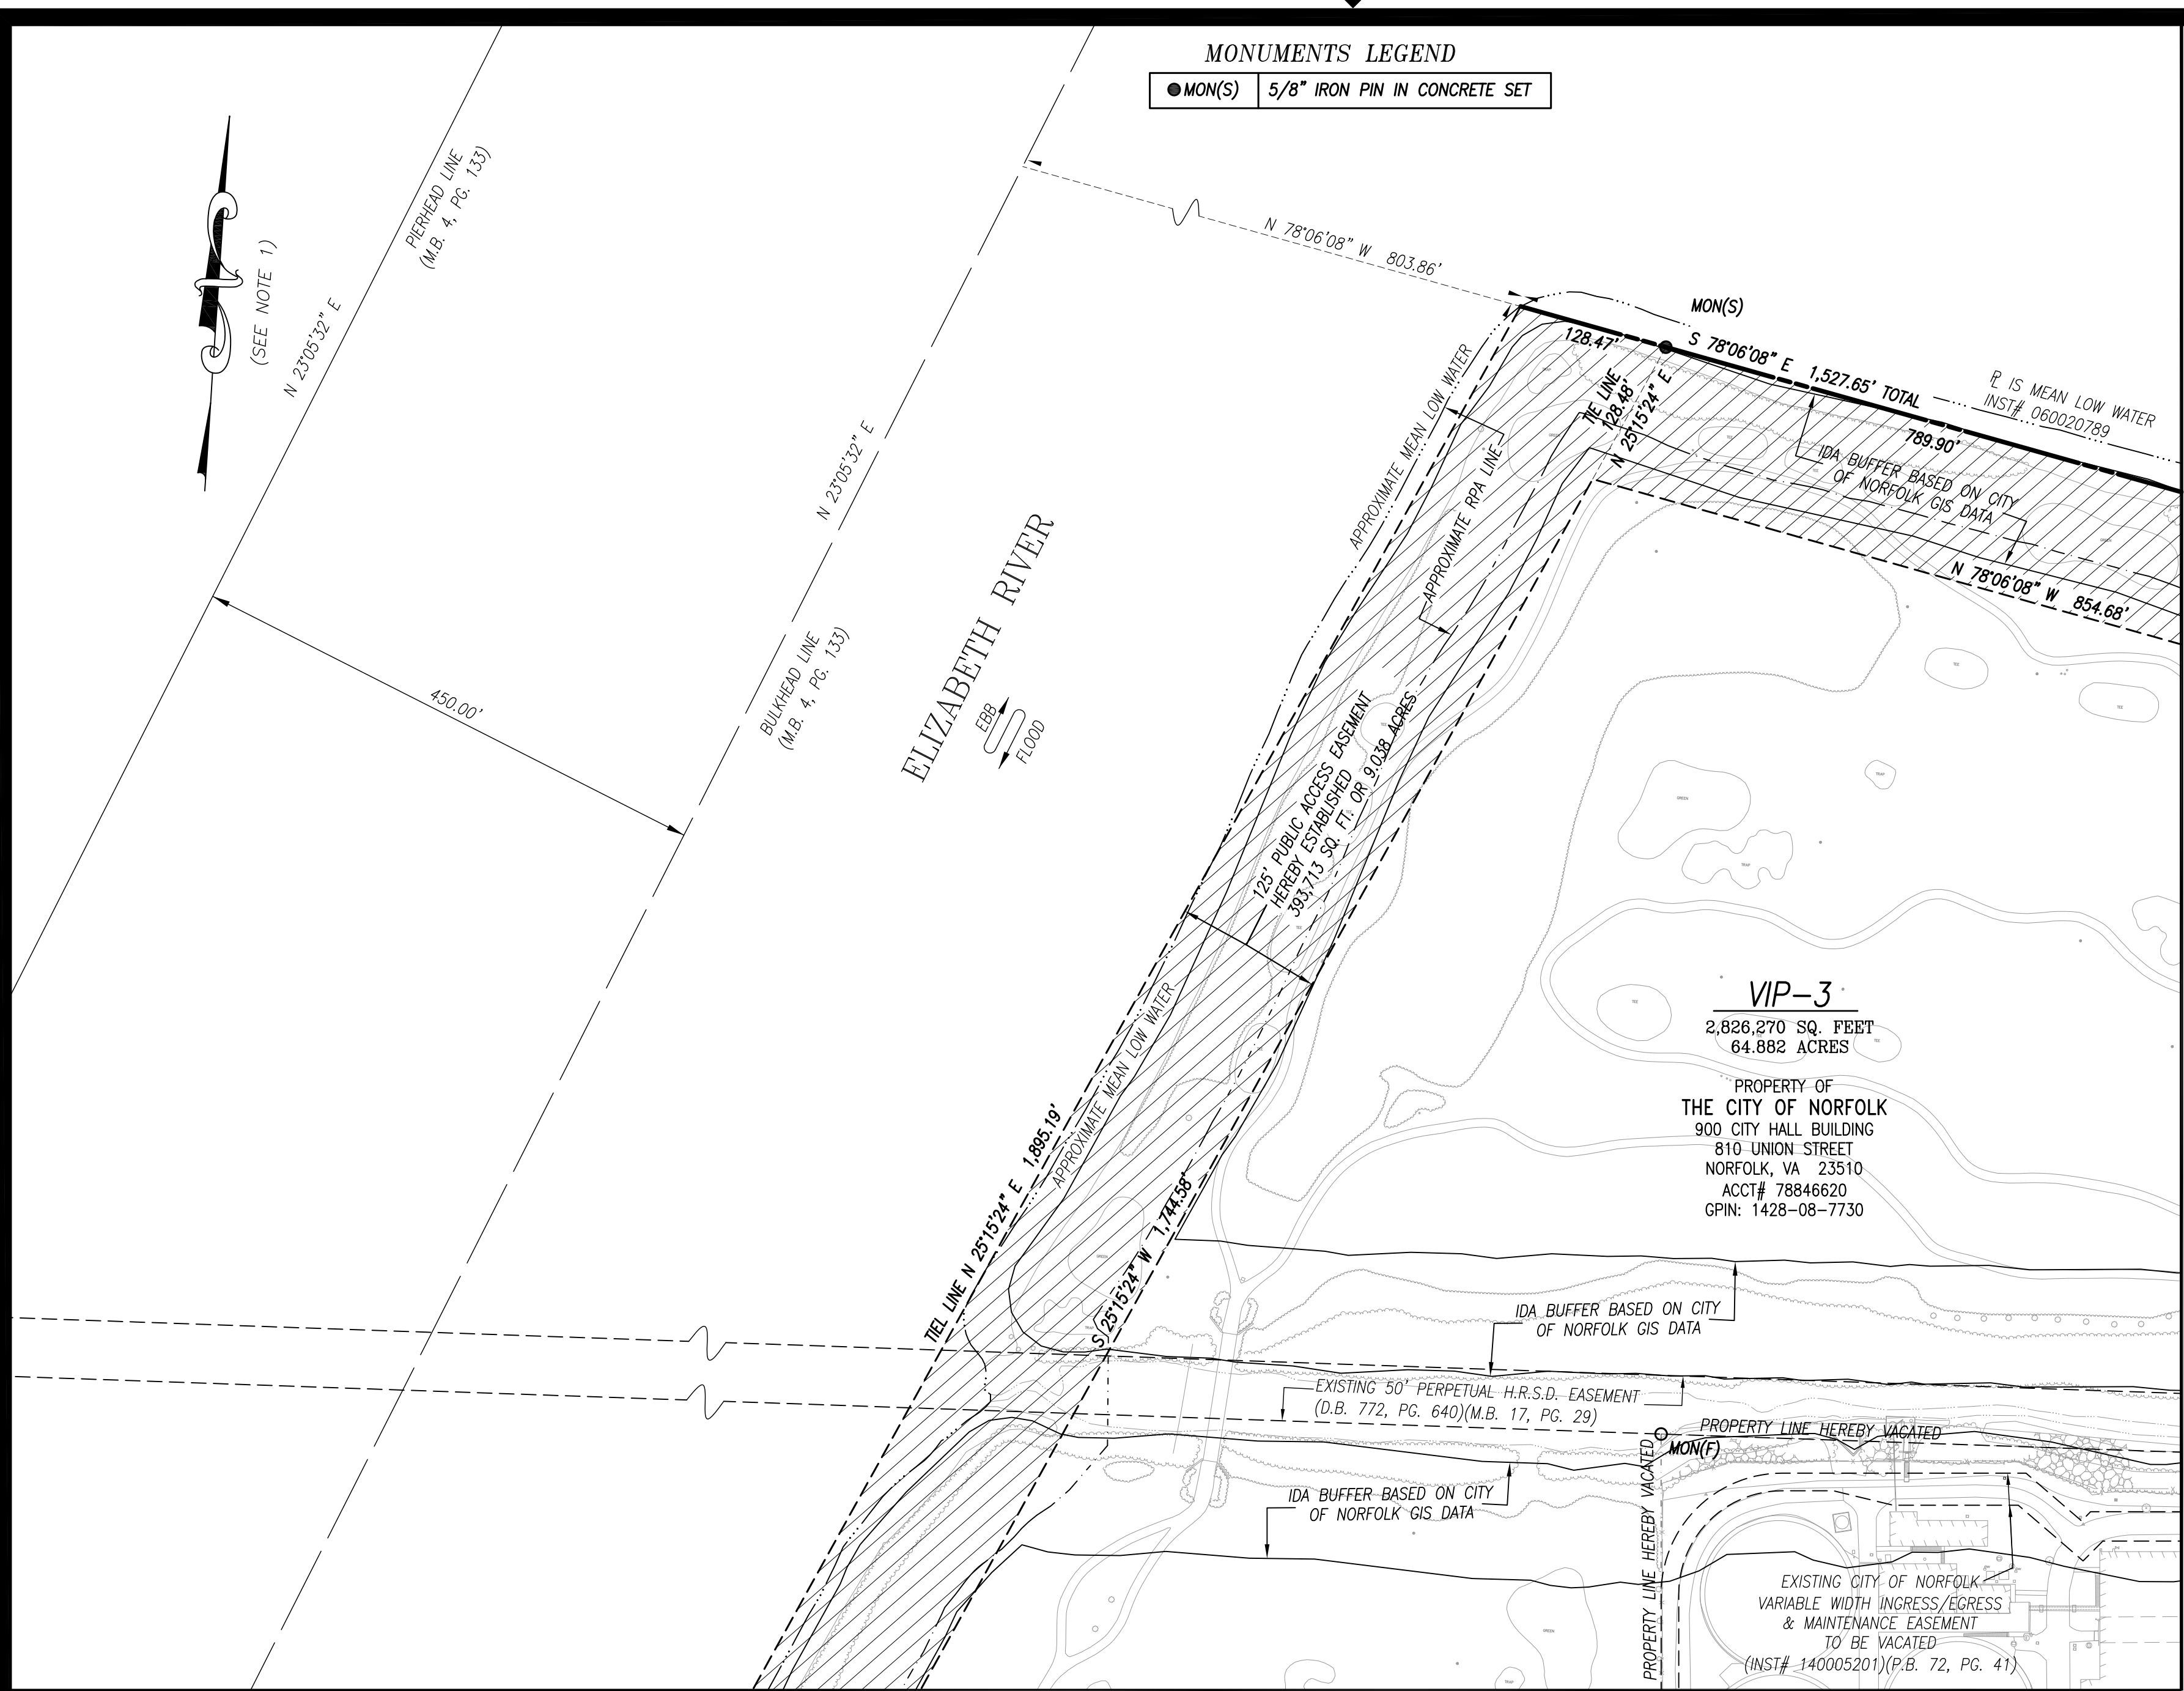 MONUMENTS LEGEND
MON(S) 5/8" IRON PIN IN CONCRETE SET
(SEE NOTE 1)
PIERHEAD LINE
(M.B. 4, PG. 133)
N 23°05'32" E
N 23°05'32" E
BULKHEAD LINE
(M.B. 4, PG. 133)
450.00'
ELIZABETH RIVER
EBB
FLOOD
N 78°06'08" W 803.86'
MON(S)
128.47'
S 78°06'08" E 1,527.65' TOTAL
789.90'
PL IS MEAN LOW WATER
INST# 060020789
TIE LINE
128.48'
N 25°15'24" E
IDA BUFFER BASED ON CITY
OF NORFOLK GIS DATA
N 78°06'08" W 854.68'
APPROXIMATE MEAN LOW WATER
APPROXIMATE RPA LINE
125' PUBLIC ACCESS EASEMENT
HEREBY ESTABLISHED
393,713 SQ. FT. OR 9.038 ACRES
APPROXIMATE MEAN LOW WATER
TIEL LINE N 25°15'24" E 1,895.19'
S 25°15'24" W 1,744.58'
VIP-3
2,826,270 SQ. FEET
64.882 ACRES
PROPERTY OF
THE CITY OF NORFOLK
900 CITY HALL BUILDING
810 UNION STREET
NORFOLK, VA 23510
ACCT# 78846620
GPIN: 1428-08-7730
IDA BUFFER BASED ON CITY
OF NORFOLK GIS DATA
EXISTING 50' PERPETUAL H.R.S.D. EASEMENT
(D.B. 772, PG. 640)(M.B. 17, PG. 29)
PROPERTY LINE HEREBY VACATED
MON(F)
PROPERTY LINE HEREBY VACATED
IDA BUFFER BASED ON CITY
OF NORFOLK GIS DATA
EXISTING CITY OF NORFOLK
VARIABLE WIDTH INGRESS/EGRESS
& MAINTENANCE EASEMENT
TO BE VACATED
(INST# 140005201)(P.B. 72, PG. 41)
GREEN
TRAP
TRAP
TEE
TEE
TEE
TEE
GREEN